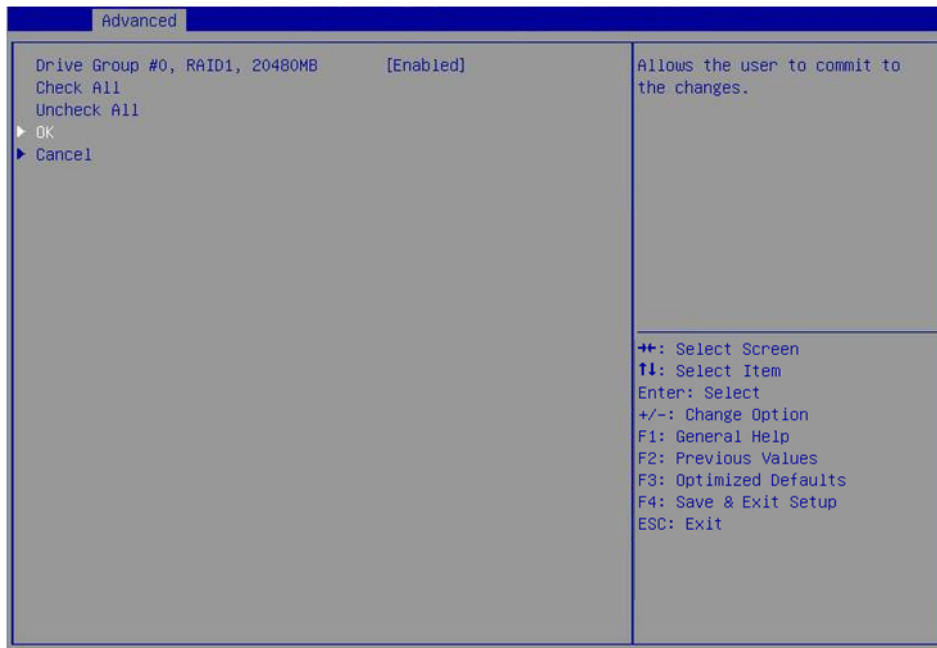 Advanced
Drive Group #0, RAID1, 20480MB [Enabled]
Check All
Uncheck All
OK
Cancel
Allows the user to commit to
the changes.
→←: Select Screen
↑↓: Select Item
Enter: Select
+/-: Change Option
F1: General Help
F2: Previous Values
F3: Optimized Defaults
F4: Save & Exit Setup
ESC: Exit